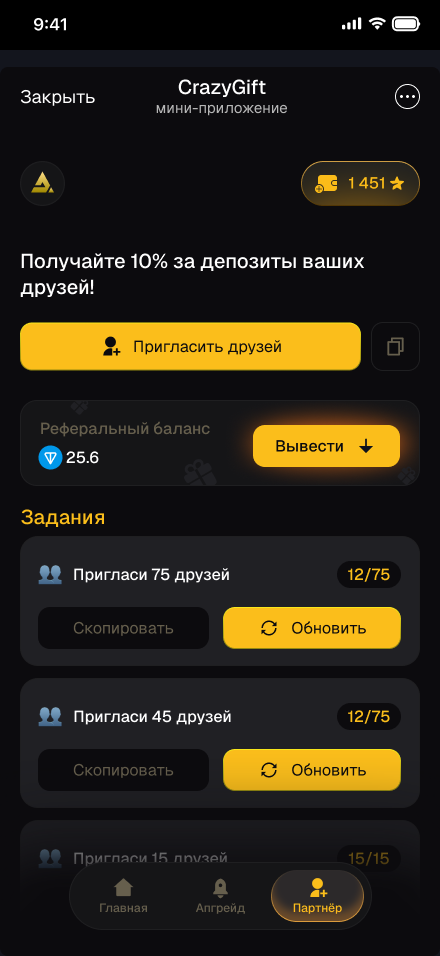 9:41
Закрыть
CrazyGift
мини-приложение
1 451
Получайте 10% за депозиты ваших
друзей!
Пригласить друзей
Реферальный баланс
25.6
Вывести
Задания
Пригласи 75 друзей
12/75
Скопировать
Обновить
Пригласи 45 друзей
12/75
Скопировать
Обновить
Пригласи 15 друзей
15/15
Главная
Апгрейд
Партнёр